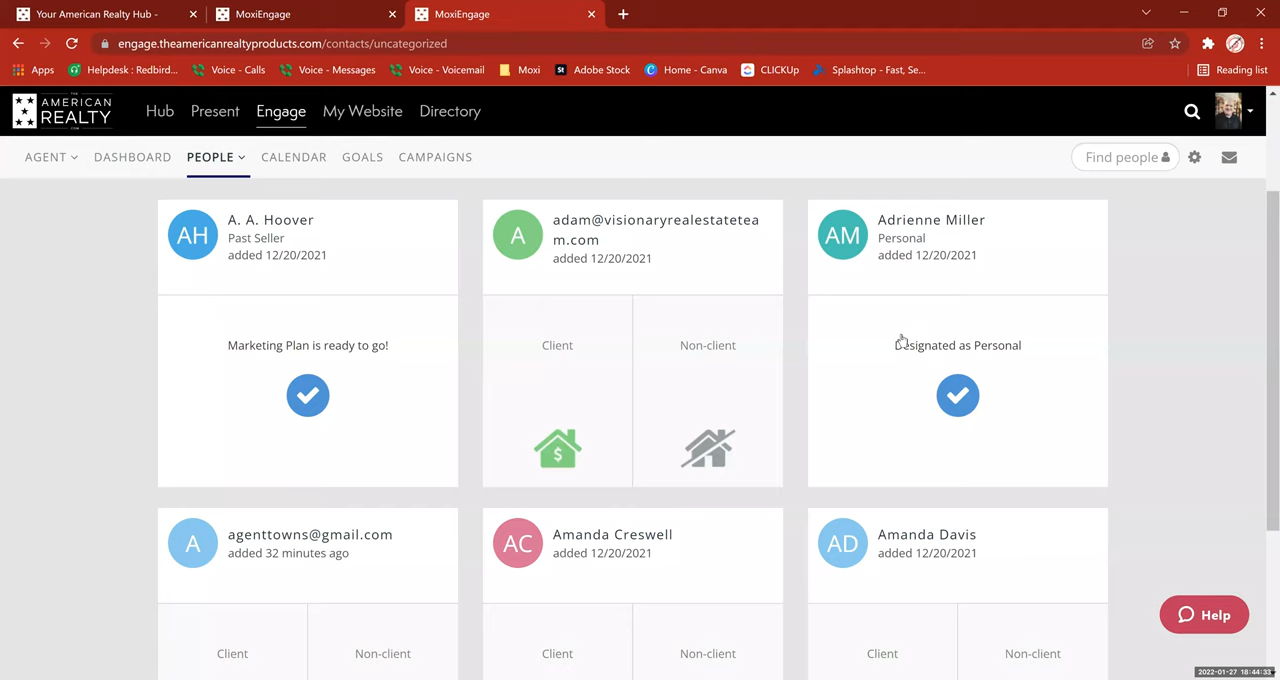 Your American Realty Hub -
MoxiEngage
MoxiEngage
engage.theamericanrealtyproducts.com/contacts/uncategorized
Apps
Helpdesk : Redbird...
Voice - Calls
Voice - Messages
Voice - Voicemail
Moxi
St
Adobe Stock
Home - Canva
CLICKUp
Splashtop - Fast, Se...
Reading list
THE
AMERICAN
REALTY
.COM
Hub
Present
Engage
My Website
Directory
AGENT
DASHBOARD
PEOPLE
CALENDAR
GOALS
CAMPAIGNS
Find people
AH
A. A. Hoover
Past Seller
added 12/20/2021
Marketing Plan is ready to go!
A
adam@visionaryrealestatetea
m.com
added 12/20/2021
Client
Non-client
$
AM
Adrienne Miller
Personal
added 12/20/2021
Designated as Personal
A
agenttowns@gmail.com
added 32 minutes ago
Client
Non-client
AC
Amanda Creswell
added 12/20/2021
Client
Non-client
AD
Amanda Davis
added 12/20/2021
Client
Non-client
Help
2022-01-27 18:44:33